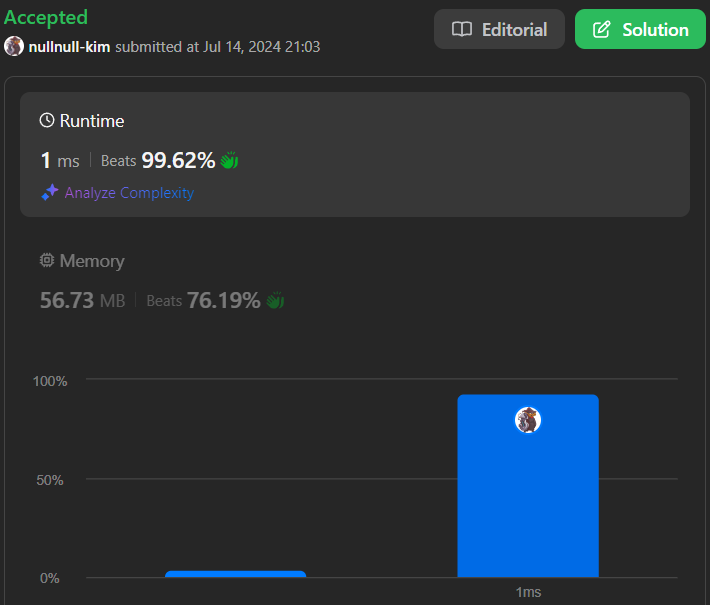 Accepted
Editorial
Solution
nullnull-kim submitted at Jul 14, 2024 21:03
Runtime
1 ms Beats 99.62%
Analyze Complexity
Memory
56.73 MB Beats 76.19%
100%
50%
0%
1ms